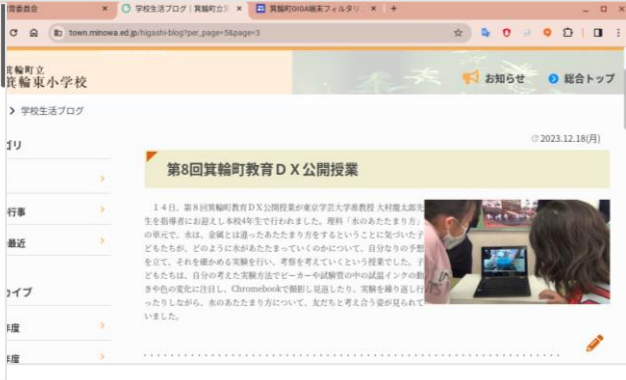 育委員会
学校生活ブログ | 箕輪町立箕
箕輪町GIGA端末フィルタリ
town.minowa.ed.jp/higashi-blog?per_page=5&page=3
箕輪町立
箕輪東小学校
お知らせ
総合トップ
学校生活ブログ
2023.12.18(月)
ゴリ
行事
最近
カイブ
年度
年度
第8回箕輪町教育DX公開授業
14日、第8回箕輪町教育DX公開授業が東京学芸大学准教授 大村龍太郎先
生を指導者にお迎えし本校4年生で行われました。理科「水のあたたまり方」
の単元で、水は、金属とは違ったあたたまり方をするということに気づいた子
どもたちが、どのように水があたたまっていくのかについて、自分なりの予想
を立て、それを確かめる実験を行い、考察を考えていくという授業でした。子
どもたちは、自分の考えた実験方法でビーカーや試験管の中の試温インクの動
きや色の変化に注目し、Chromebookで撮影し見返したり、実験を繰り返し行
ったりしながら、水のあたたまり方について、友だちと考え合う姿が見られて
いました。